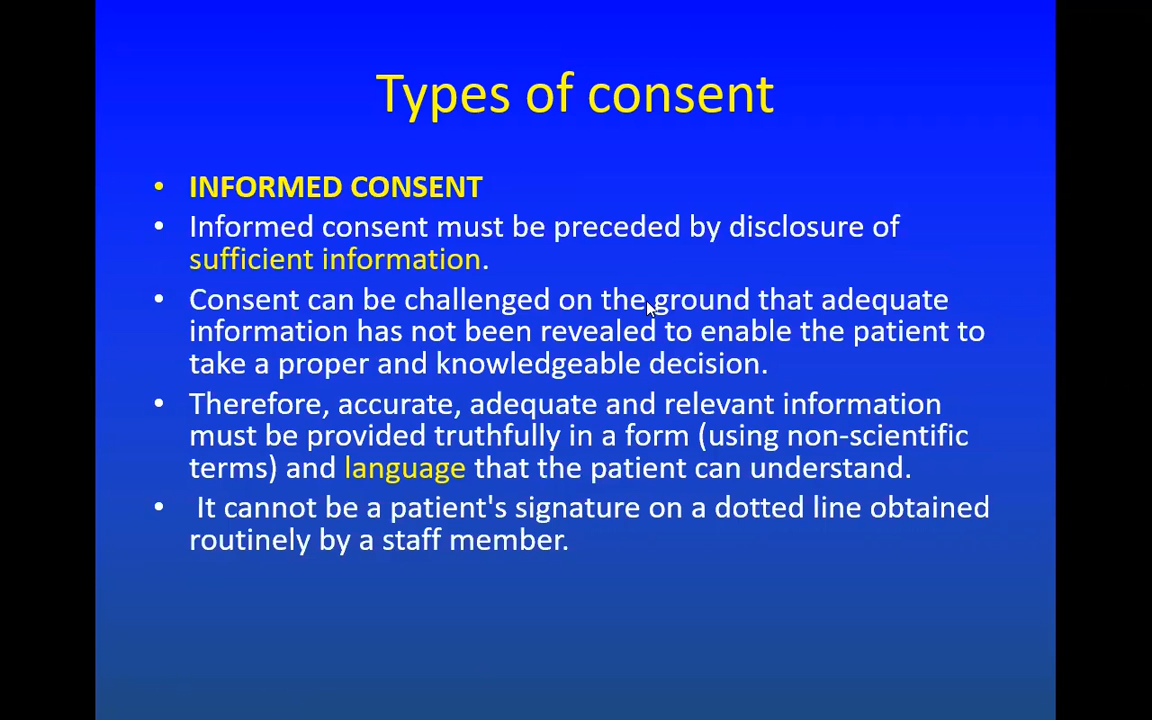 Types of consent
• INFORMED CONSENT
• Informed consent must be preceded by disclosure of
sufficient information.
• Consent can be challenged on the ground that adequate
information has not been revealed to enable the patient to
take a proper and knowledgeable decision.
• Therefore, accurate, adequate and relevant information
must be provided truthfully in a form (using non-scientific
terms) and language that the patient can understand.
• It cannot be a patient's signature on a dotted line obtained
routinely by a staff member.